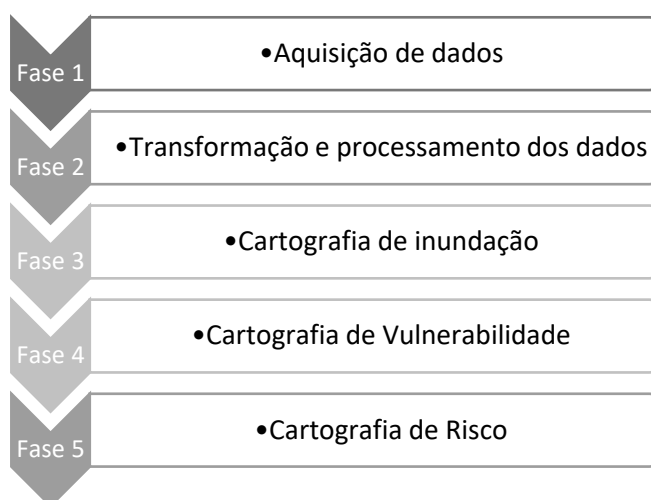 Fase 1
•Aquisição de dados
Fase 2
•Transformação e processamento dos dados
Fase 3
•Cartografia de inundação
Fase 4
•Cartografia de Vulnerabilidade
Fase 5
•Cartografia de Risco